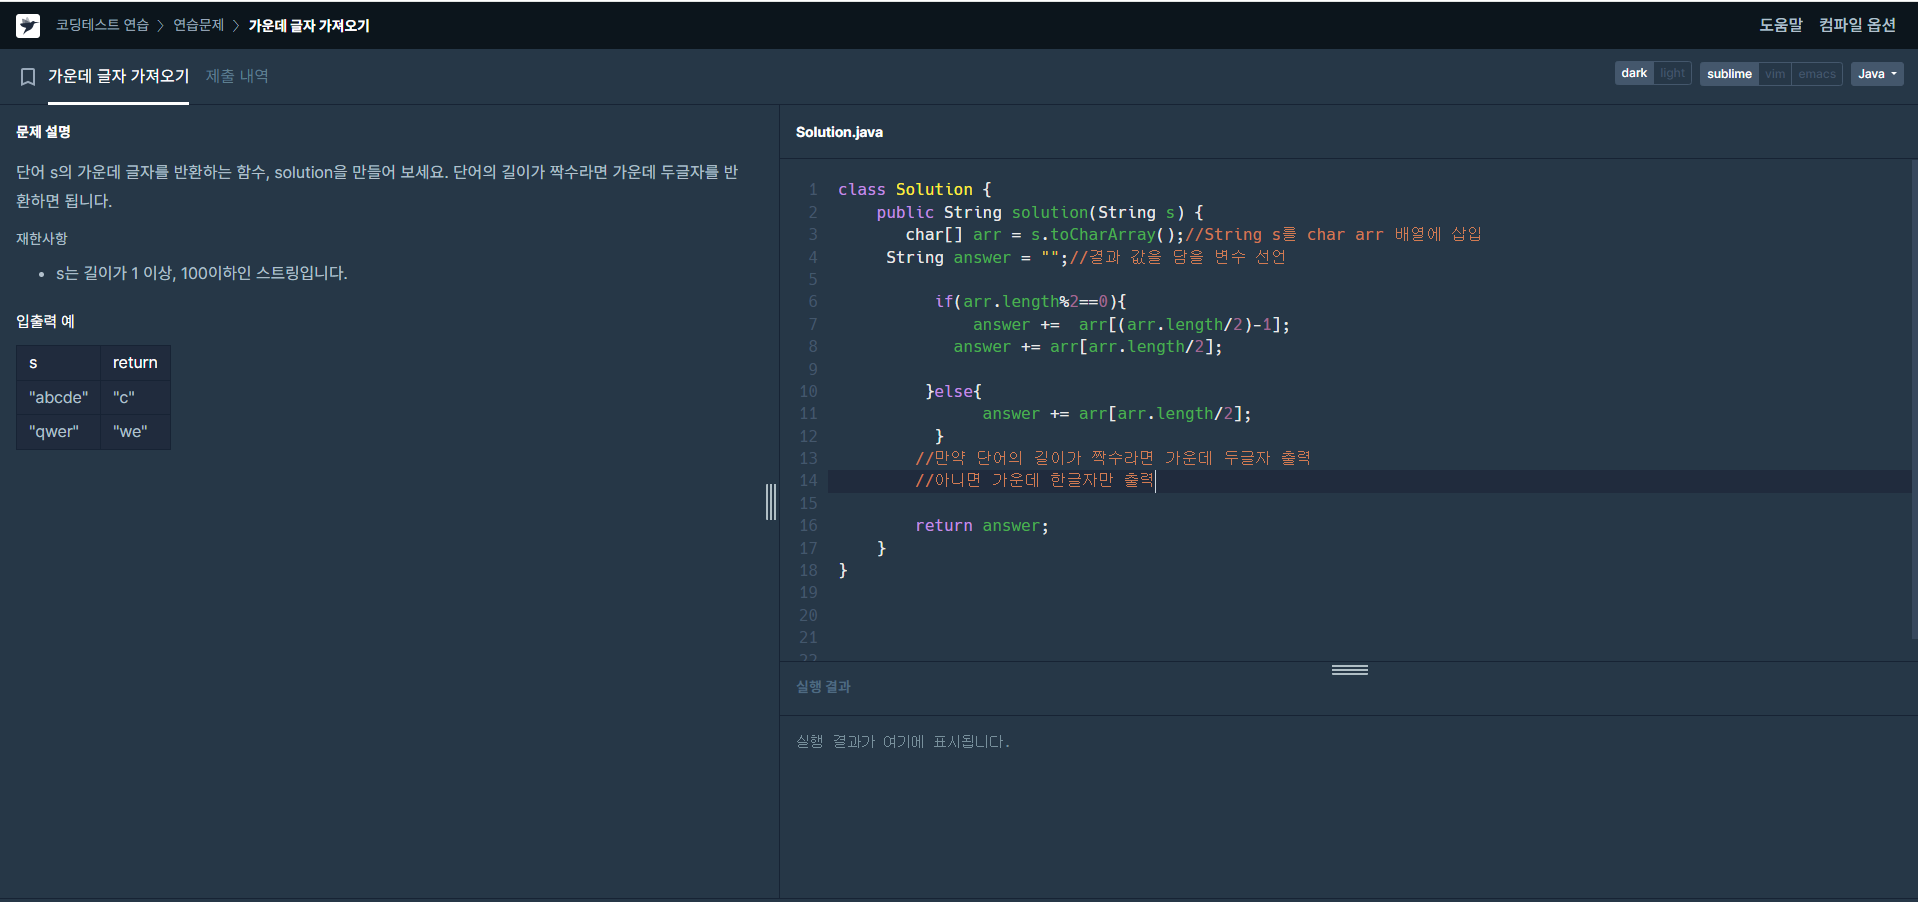 코딩테스트 연습 > 연습문제 > 가운데 글자 가져오기
도움말 컴파일 옵션
가운데 글자 가져오기 제출 내역
dark light sublime vim emacs Java
문제 설명
단어 s의 가운데 글자를 반환하는 함수, solution을 만들어 보세요. 단어의 길이가 짝수라면 가운데 두글자를 반
환하면 됩니다.
재한사항
• s는 길이가 1 이상, 100이하인 스트링입니다.
입출력 예
s return
"abcde" "c"
"qwer" "we"
Solution.java
1 class Solution {
2 public String solution(String s) {
3 char[] arr = s.toCharArray();//String s를 char arr 배열에 삽입
4 String answer = "";//결과 값을 담을 변수 선언
5
6 if(arr.length%2==0){
7 answer += arr[(arr.length/2)-1];
8 answer += arr[arr.length/2];
9
10 }else{
11 answer += arr[arr.length/2];
12 }
13 //만약 단어의 길이가 짝수라면 가운데 두글자 출력
14 //아니면 가운데 한글자만 출력
15
16 return answer;
17 }
18 }
19
20
21
22
실행 결과
실행 결과가 여기에 표시됩니다.